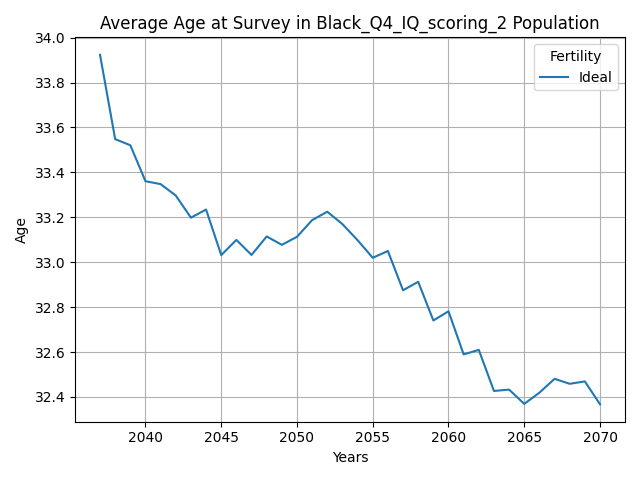 Average Age at Survey in Black_Q4_IQ_scoring_2 Population
34.0
33.8
33.6
33.4
33.2
33.0
32.8
32.6
32.4
Age
Fertility
Ideal
2040 2045 2050 2055 2060 2065 2070
Years